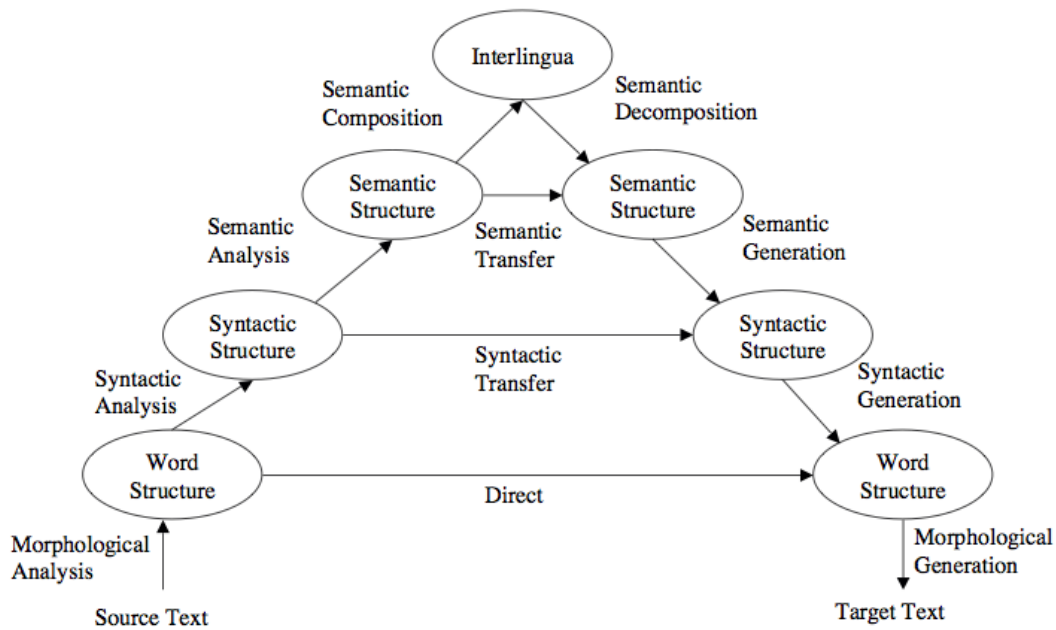 Interlingua
Semantic
Composition
Semantic
Decomposition
Semantic
Structure
Semantic
Structure
Semantic
Analysis
Semantic
Transfer
Semantic
Generation
Syntactic
Structure
Syntactic
Structure
Syntactic
Analysis
Syntactic
Transfer
Syntactic
Generation
Word
Structure
Word
Structure
Direct
Morphological
Analysis
Morphological
Generation
Source Text
Target Text